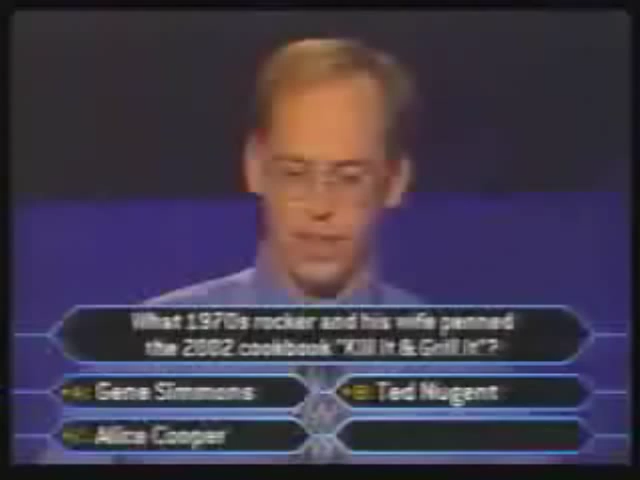 What 1970s rocker and his wife penned
the 2002 cookbook "Kill It & Grill It"?
A: Gene Simmons
B: Ted Nugent
C: Alice Cooper